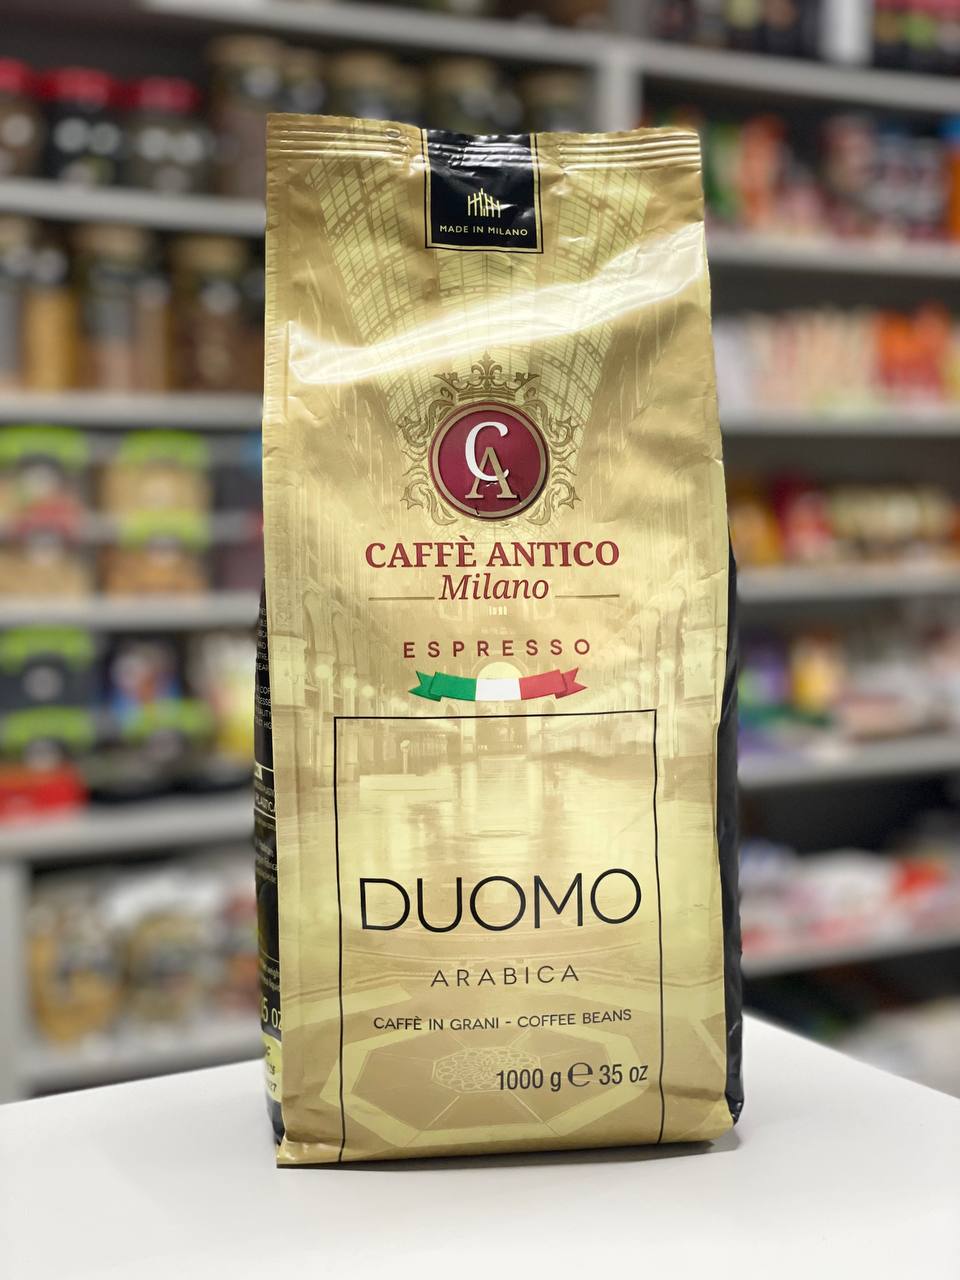 MADE IN MILANO
CA
CAFFÈ ANTICO
Milano
ESPRESSO
DUOMO
ARABICA
CAFFÈ IN GRANI - COFFEE BEANS
1000 g ℮ 35 oz